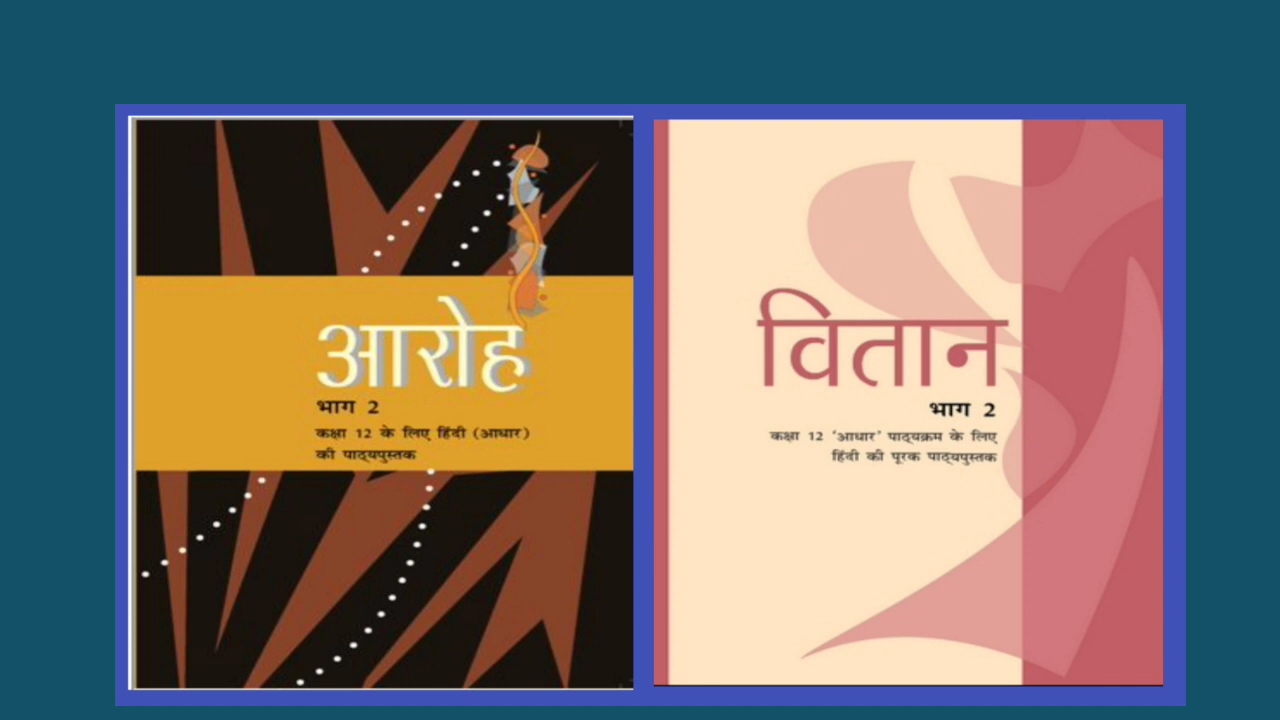 आरोह
भाग 2
कक्षा 12 के लिए हिंदी (आधार)
की पाठ्यपुस्तक
वितान
भाग 2
कक्षा 12 ‘आधार’ पाठ्यक्रम के लिए
हिंदी की पूरक पाठ्यपुस्तक